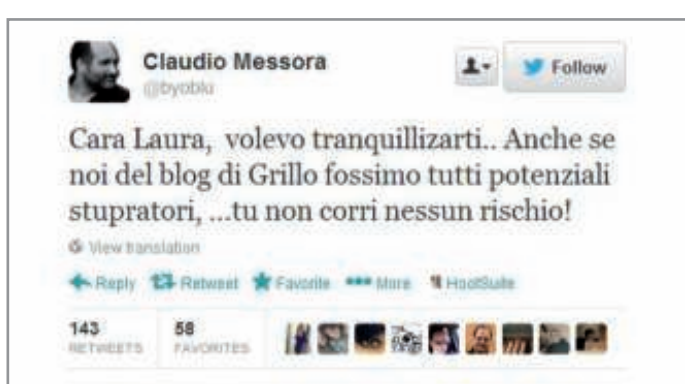 Claudio Messora
Follow
@byoblu
Cara Laura, volevo tranquillizarti.. Anche se
noi del blog di Grillo fossimo tutti potenziali
stupratori, ...tu non corri nessun rischio!
View translation
Reply Retweet Favorite More HootSuite
143 58
RETWEETS FAVORITES